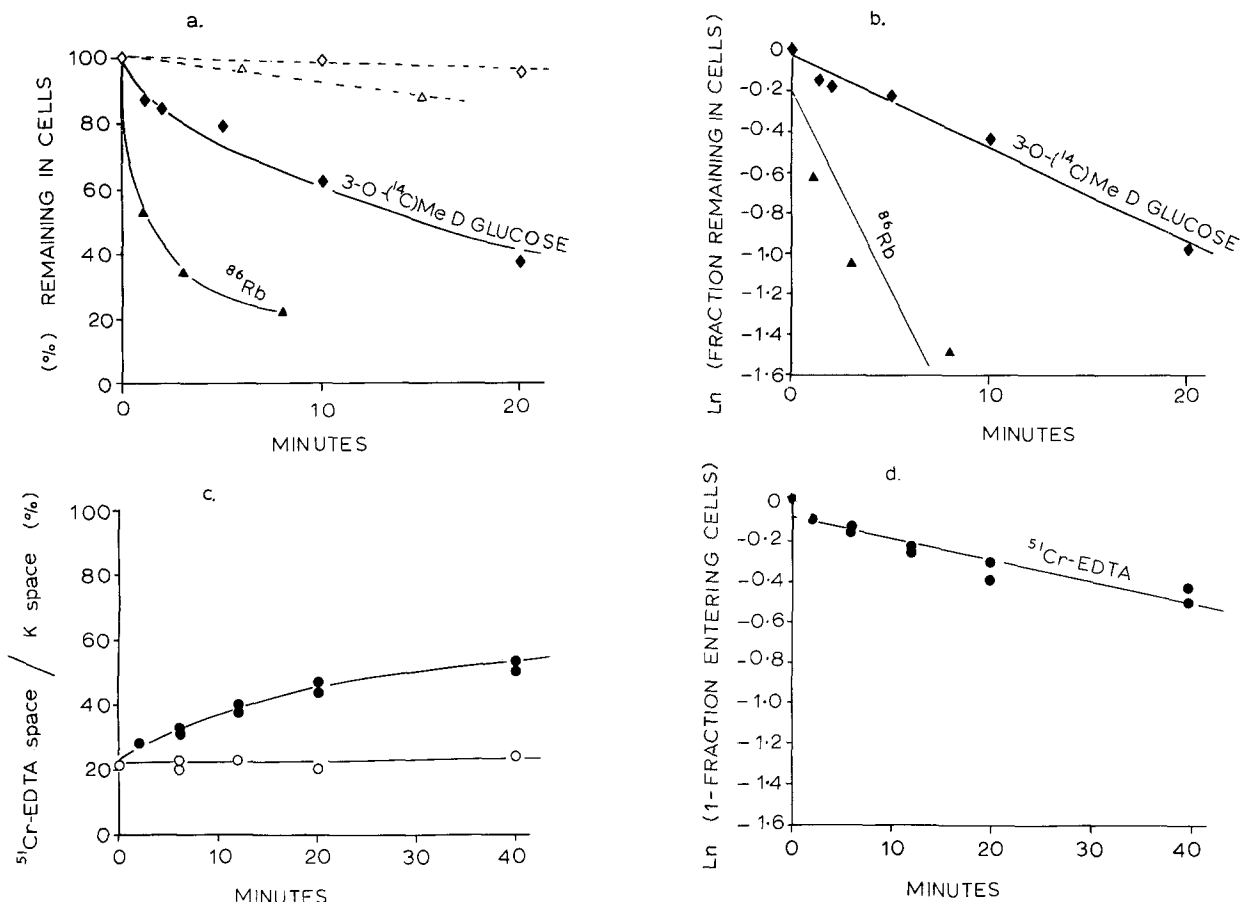 a.
(%) REMAINING IN CELLS
100
80
60
40
20
0
3-O-(¹⁴C)Me D GLUCOSE
⁸⁶Rb
0
10
20
MINUTES
b.
Ln (FRACTION REMAINING IN CELLS)
0
-0.2
-0.4
-0.6
-0.8
-1.0
-1.2
-1.4
-1.6
3-O-(¹⁴C)Me D GLUCOSE
⁸⁶Rb
0
10
20
MINUTES
c.
⁵¹Cr-EDTA space / K space (%)
100
80
60
40
20
0
0
10
20
30
40
MINUTES
d.
Ln (1-FRACTION ENTERING CELLS)
0
-0.2
-0.4
-0.6
-0.8
-1.0
-1.2
-1.4
-1.6
⁵¹Cr-EDTA
0
10
20
30
40
MINUTES